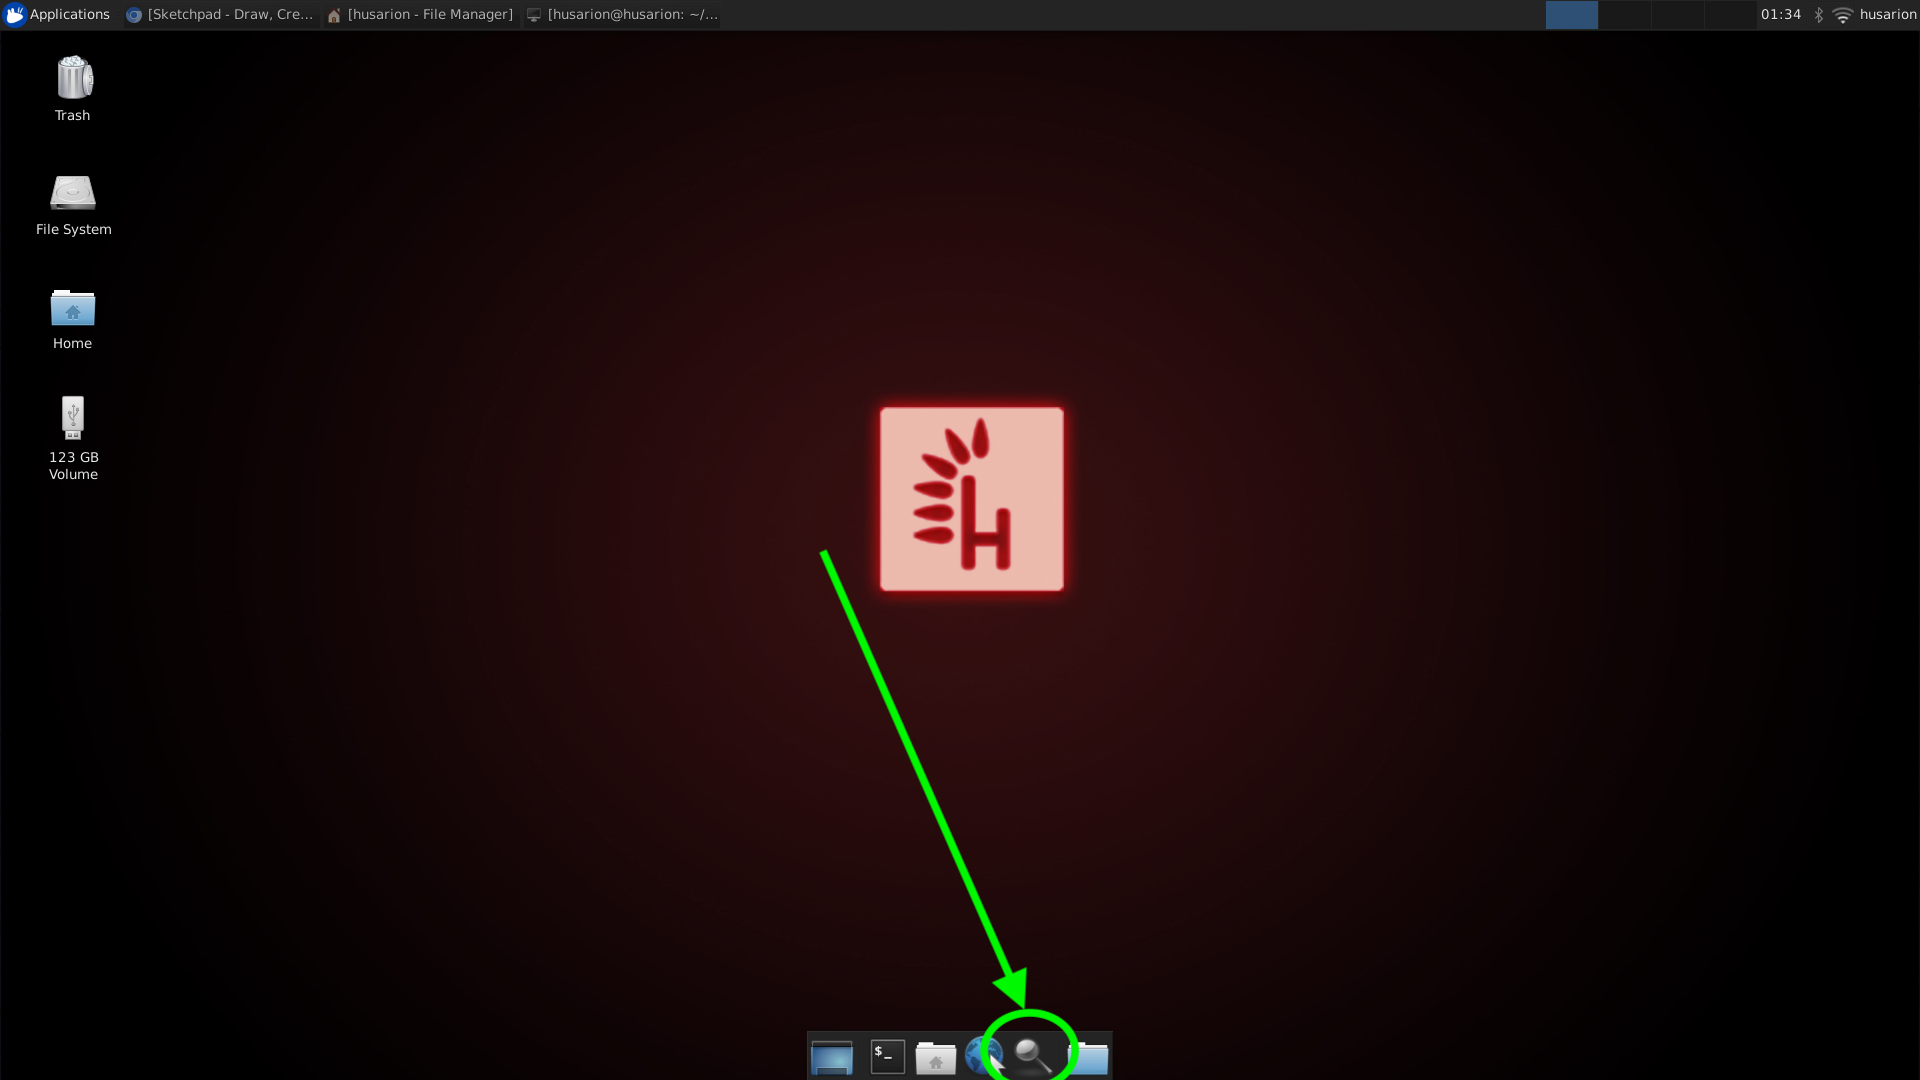 Applications
[Sketchpad - Draw, Cre...
[husarion - File Manager]
[husarion@husarion: ~/...
01:34
husarion
Trash
File System
Home
123 GB
Volume
H
$_